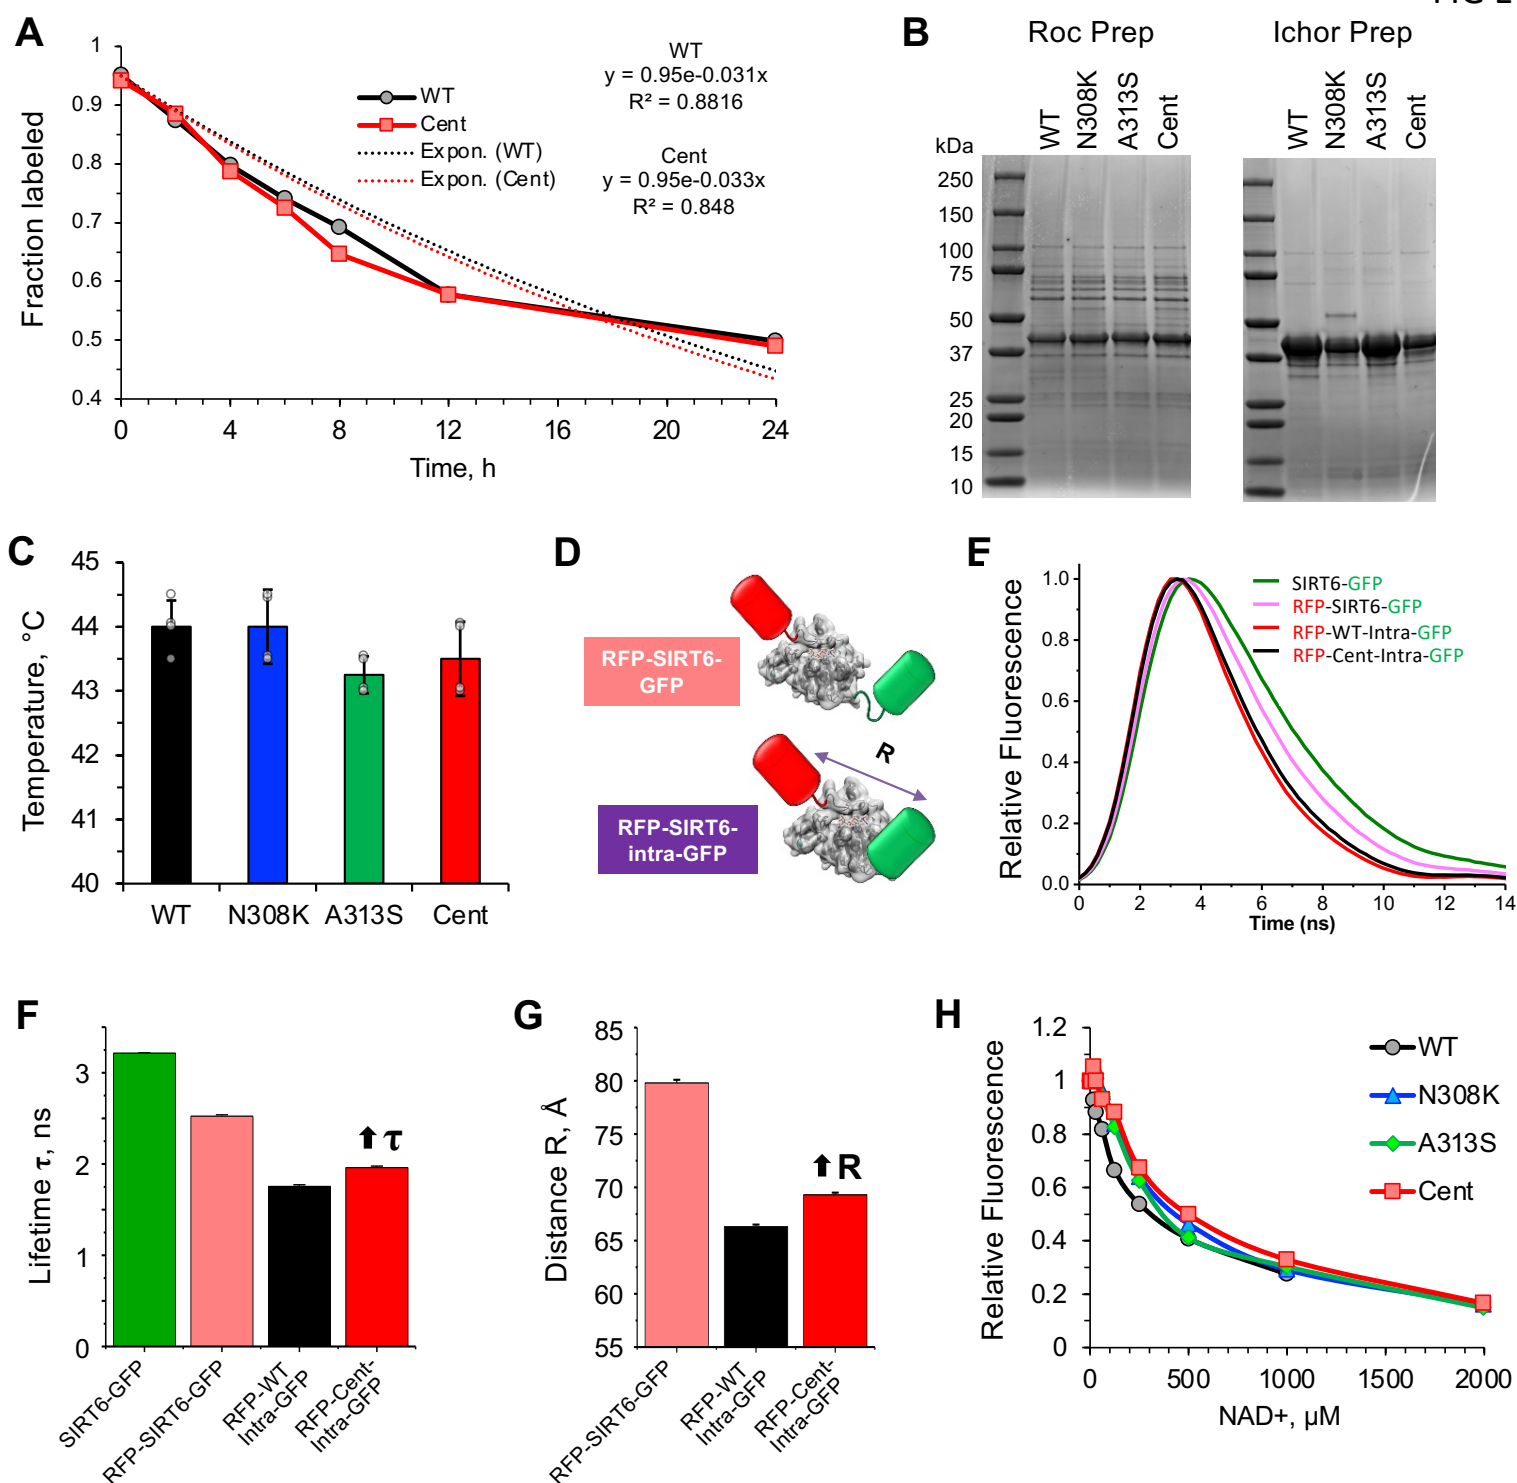 A
1
0.9
0.8
0.7
0.6
0.5
0.4
Fraction labeled
0
4
8
12
16
20
24
Time, h
WT
Cent
Expon. (WT)
Expon. (Cent)
WT
y = 0.95e-0.031x
R² = 0.8816
Cent
y = 0.95e-0.033x
R² = 0.848
B
Roc Prep
Ichor Prep
WT
N308K
A313S
Cent
WT
N308K
A313S
Cent
kDa
250
150
100
75
50
37
25
20
15
10
C
45
44
43
42
41
40
Temperature, °C
WT
N308K
A313S
Cent
D
RFP-SIRT6-
GFP
R
RFP-SIRT6-
intra-GFP
E
1.0
0.8
0.6
0.4
0.2
0.0
Relative Fluorescence
0
2
4
6
8
10
12
14
Time (ns)
SIRT6-GFP
RFP-SIRT6-GFP
RFP-WT-Intra-GFP
RFP-Cent-Intra-GFP
F
3
2
1
0
Lifetime τ, ns
⬆τ
SIRT6-GFP
RFP-SIRT6-GFP
RFP-WT
Intra-GFP
RFP-Cent-
Intra-GFP
G
85
80
75
70
65
60
55
Distance R, Å
⬆R
RFP-SIRT6-GFP
RFP-WT
Intra-GFP
RFP-Cent-
Intra-GFP
H
1.2
1
0.8
0.6
0.4
0.2
0
Relative Fluorescence
0
500
1000
1500
2000
NAD+, µM
WT
N308K
A313S
Cent